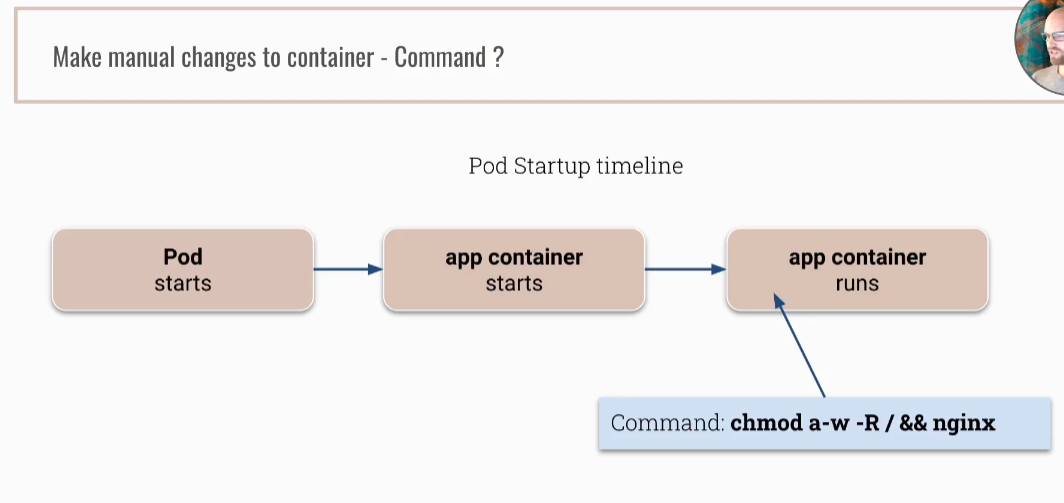 Make manual changes to container - Command ?
Pod Startup timeline
Pod
starts
app container
starts
app container
runs
Command: chmod a-w -R / && nginx